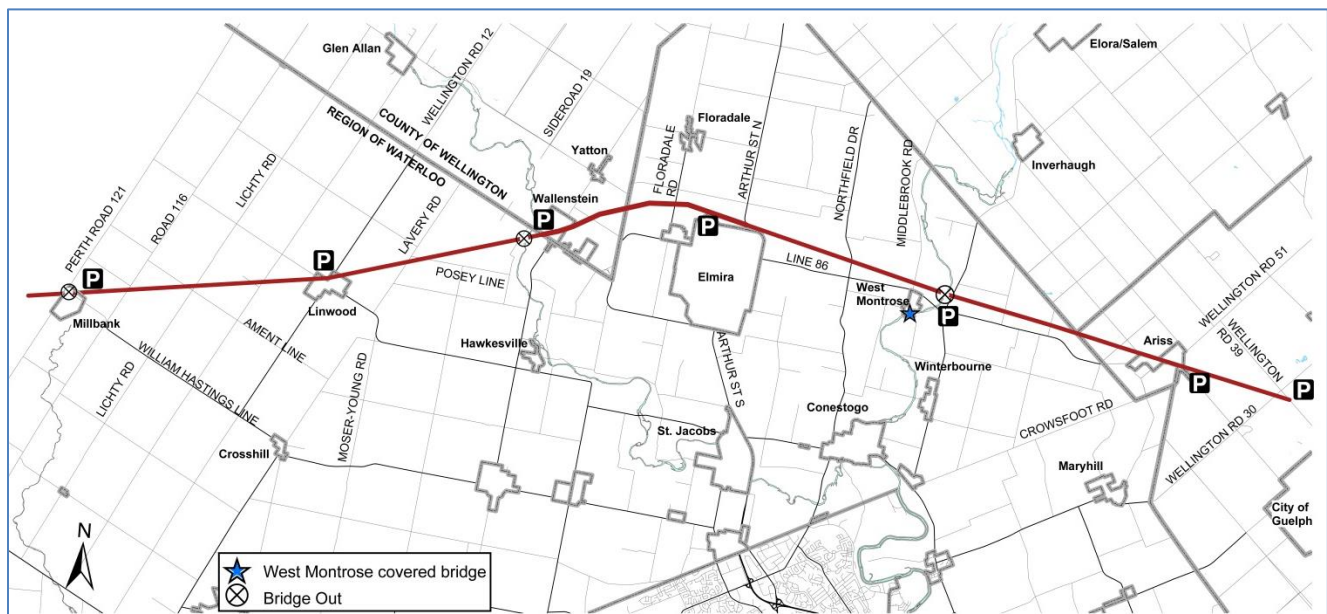 Glen Allan
WELLINGTON RD 12
Elora/Salem
COUNTY OF WELLINGTON
REGION OF WATERLOO
SIDEROAD 19
Floradale
Yatton
FLORADALE
RD
ARTHUR ST N
NORTHFIELD DR
MIDDLEBROOK RD
Inverhaugh
PERTH ROAD 121
ROAD 116
LICHTY RD
LAVERY RD
Wallenstein
P
P
P
P
P
P
P
POSEY LINE
Elmira
LINE 86
West
Montrose
WELLINGTON RD 51
WELLINGTON
RD 39
Millbank
Linwood
AMENT LINE
Hawkesville
ARTHUR ST S
Winterbourne
Ariss
WILLIAM HASTINGS LINE
LICHTY RD
MOSER-YOUNG RD
Crosshill
St. Jacobs
Conestogo
CROWSFOOT RD
WELLINGTON RD 30
Maryhill
City of
Guelph
N
West Montrose covered bridge
Bridge Out